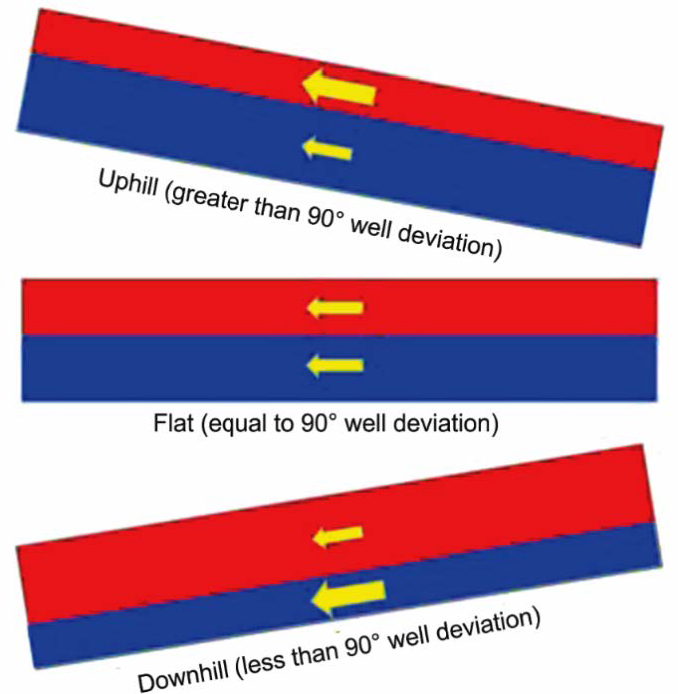 Uphill (greater than 90° well deviation)
Flat (equal to 90° well deviation)
Downhill (less than 90° well deviation)